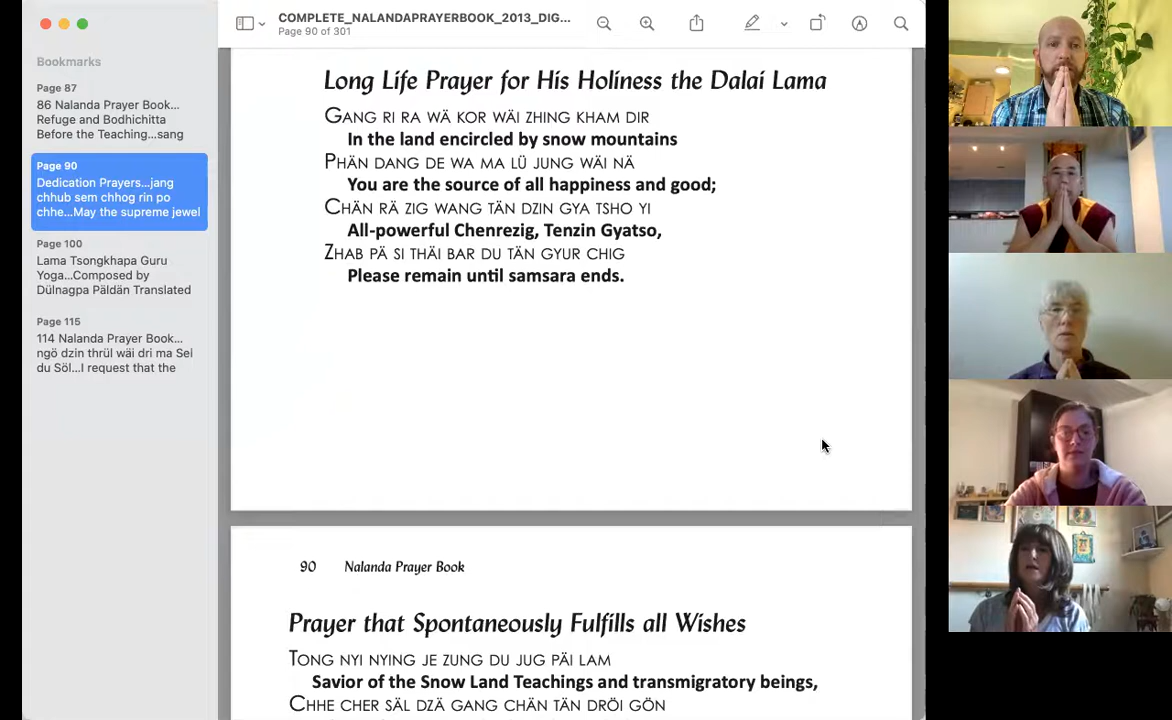 COMPLETE_NALANDAPRAYERBOOK_2013_DIG...
Page 90 of 301
Bookmarks
Page 87
86 Nalanda Prayer Book...
Refuge and Bodhichitta
Before the Teaching...sang
Page 90
Dedication Prayers...jang
chhub sem chhog rin po
chhe...May the supreme jewel
Page 100
Lama Tsongkhapa Guru
Yoga...Composed by
Dülnagpa Päldän Translated
Page 115
114 Nalanda Prayer Book...
ngö dzin thrül wäi dri ma Sei
du Söl...I request that the
Long Life Prayer for His Holiness the Dalai Lama
GANG RI RA WÄ KOR WÄI ZHING KHAM DIR
In the land encircled by snow mountains
PHÄN DANG DE WA MA LÜ JUNG WÄI NÄ
You are the source of all happiness and good;
CHÄN RÄ ZIG WANG TÄN DZIN GYA TSHO YI
All-powerful Chenrezig, Tenzin Gyatso,
ZHAB PÄ SI THÄI BAR DU TÄN GYUR CHIG
Please remain until samsara ends.
90 Nalanda Prayer Book
Prayer that Spontaneously Fulfills all Wishes
TONG NYI NYING JE ZUNG DU JUG PÄI LAM
Savior of the Snow Land Teachings and transmigratory beings,
CHHE CHER SÄL DZÄ GANG CHÄN TÄN DRÖI GÖN